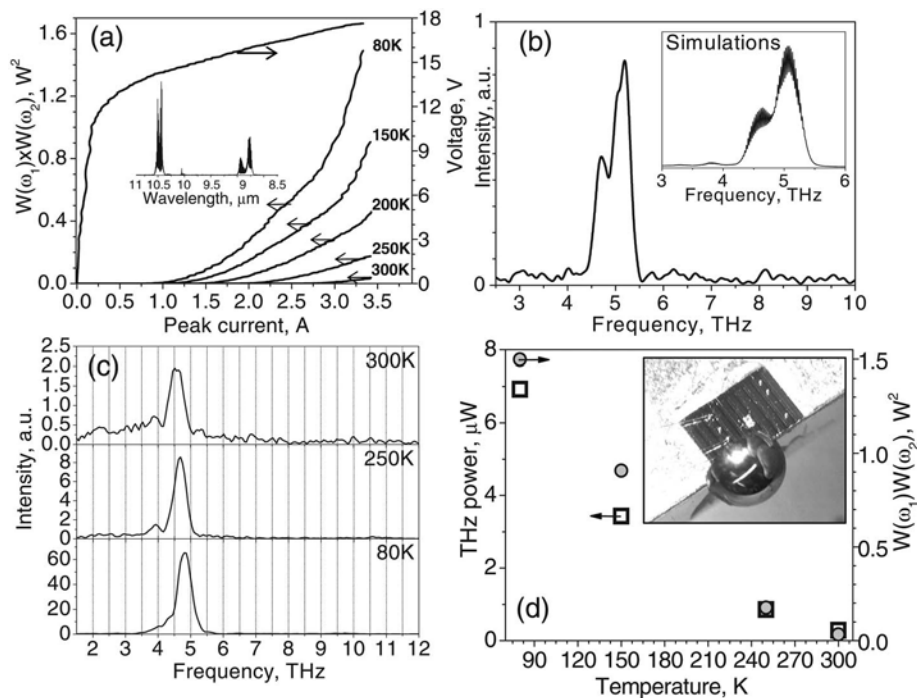 (a)
W(ω₁)xW(ω₂), W²
1.6
1.2
0.8
0.4
0.0
0.0 0.5 1.0 1.5 2.0 2.5 3.0 3.5 4.0
Peak current, A
18
15
12
9
6
3
0
Voltage, V
80K
150K
200K
250K
300K
11 10.5 10 9.5 9 8.5
Wavelength, μm
(b)
Intensity, a.u.
1
0
3 4 5 6 7 8 9 10
Frequency, THz
Simulations
3 4 5 6
Frequency, THz
(c)
Intensity, a.u.
2.5
2.0
1.5
1.0
0.5
0.0
300K
8
6
4
2
0
250K
60
40
20
0
80K
2 3 4 5 6 7 8 9 10 11 12
Frequency, THz
(d)
THz power, μW
8
6
4
2
0
90 120 150 180 210 240 270 300
Temperature, K
1.5
1.0
0.5
0.0
W(ω₁)W(ω₂), W²